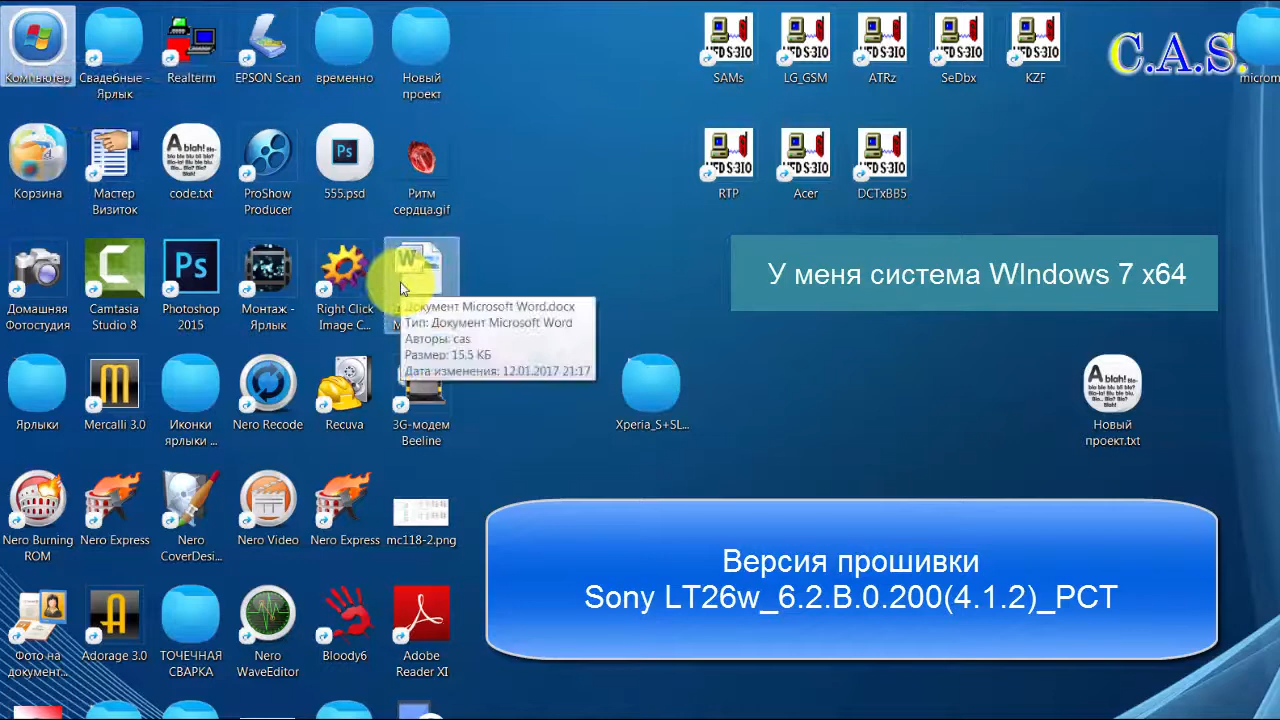 Компьютер
Свадебные -
Ярлык
Realterm
EPSON Scan
временно
Новый
проект
SAMs
LG_GSM
ATRz
SeDbx
KZF
C.A.S.
microm
Корзина
Мастер
Визиток
Ablah!
code.txt
ProShow
Producer
Ps
555.psd
Ритм
сердца.gif
RTP
Acer
DCTxBB5
Домашняя
Фотостудия
Camtasia
Studio 8
Ps
Photoshop
2015
Монтаж -
Ярлык
Right Click
Image C...
W
Документ Microsoft Word.docx
Тип: Документ Microsoft Word
Авторы: cas
Размер: 15,5 КБ
Дата изменения: 12.01.2017 21:17
У меня система WIndows 7 x64
Ярлыки
Mercalli 3.0
Иконки
ярлыки ...
Nero Recode
Recuva
3G-модем
Beeline
Xperia_S+SL...
Ablah!
Новый
проект.txt
Nero Burning
ROM
Nero Express
Nero
CoverDesi...
Nero Video
Nero Express
mc118-2.png
Версия прошивки
Sony LT26w_6.2.B.0.200(4.1.2)_РСТ
Фото на
документ...
Adorage 3.0
ТОЧЕЧНАЯ
СВАРКА
Nero
WaveEditor
Bloody6
Adobe
Reader XI